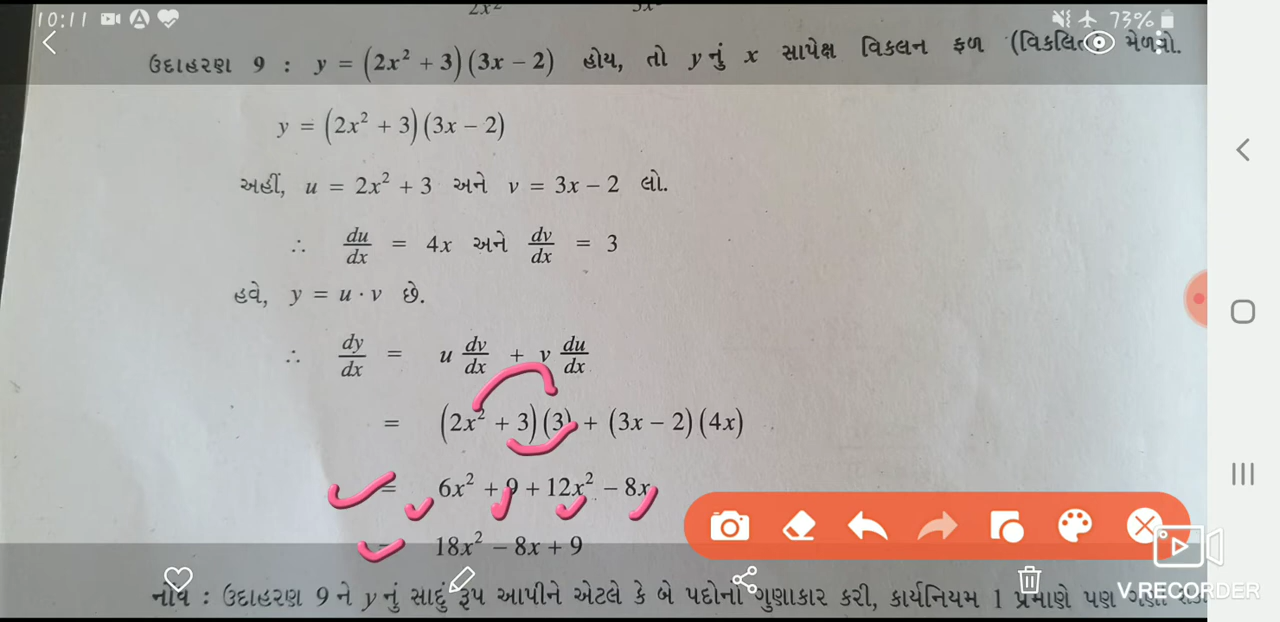 10:11 73%
ઉદાહરણ 9 : y = (2x² + 3)(3x − 2) હોય, તો y નું x સાપેક્ષ વિકલન ફળ મેળવો.
y = (2x² + 3)(3x − 2)
અહીં, u = 2x² + 3 અને v = 3x − 2 લો.
∴ du/dx = 4x અને dv/dx = 3
હવે, y = u · v છે.
∴ dy/dx = u dv/dx + v du/dx
= (2x² + 3)(3) + (3x − 2)(4x)
= 6x² + 9 + 12x² − 8x
= 18x² − 8x + 9
નોંધ : ઉદાહરણ 9 ને y નું સાદું રૂપ આપીને એટલે કે બે પદોનો ગુણાકાર કરી, કાર્યનિયમ 1 પ્રમાણે પણ
V RECORDER